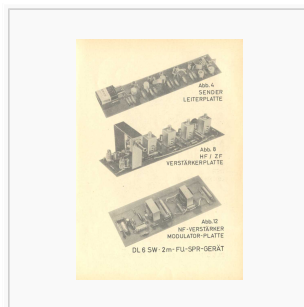 Abb. 4
SENDER
LEITERPLATTE
Abb. 8
HF / ZF
VERSTÄRKERPLATTE
Abb. 12
NF-VERSTÄRKER
MODULATOR-PLATTE
DL 6 SW · 2m-FU.-SPR-GERÄT